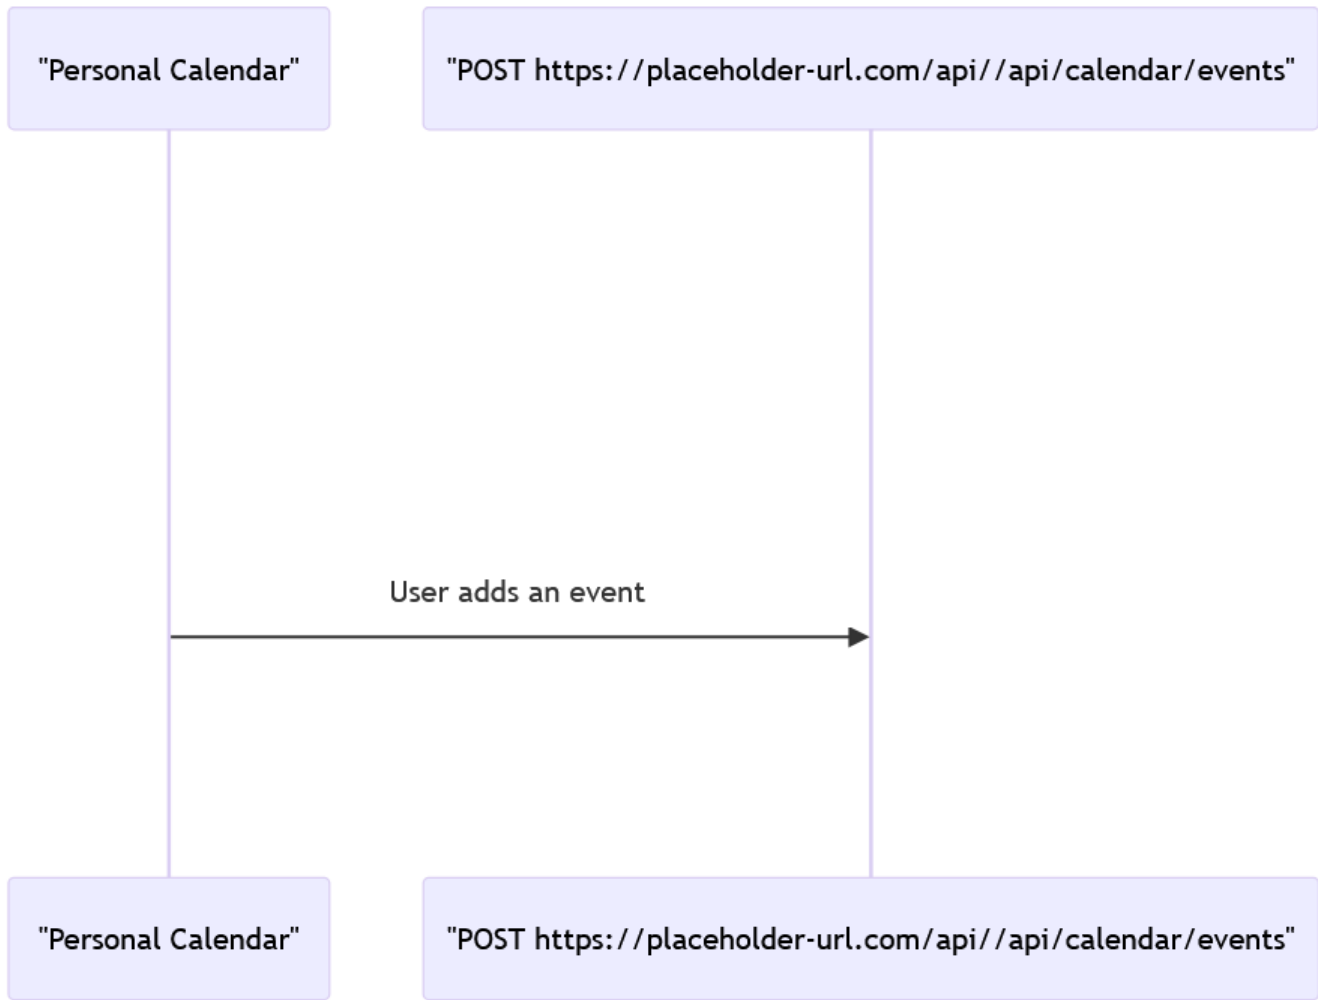 "Personal Calendar"
"POST https://placeholder-url.com/api//api/calendar/events"
User adds an event
"Personal Calendar"
"POST https://placeholder-url.com/api//api/calendar/events"